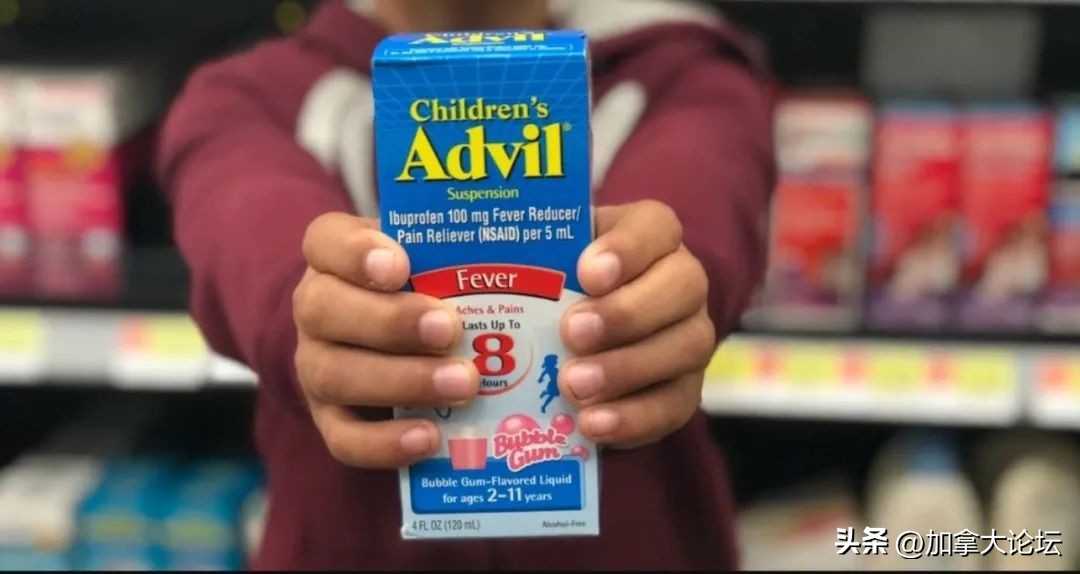 Advil
Children's
Advil®
Suspension
Ibuprofen 100 mg Fever Reducer/
Pain Reliever (NSAID) per 5 mL
Fever
Aches & Pains
Lasts Up To
8
Hours
Bubble
Gum
Bubble Gum-Flavored Liquid
for ages 2-11 years
4 FL OZ (120 mL)
Alcohol-Free
头条 @加拿大论坛